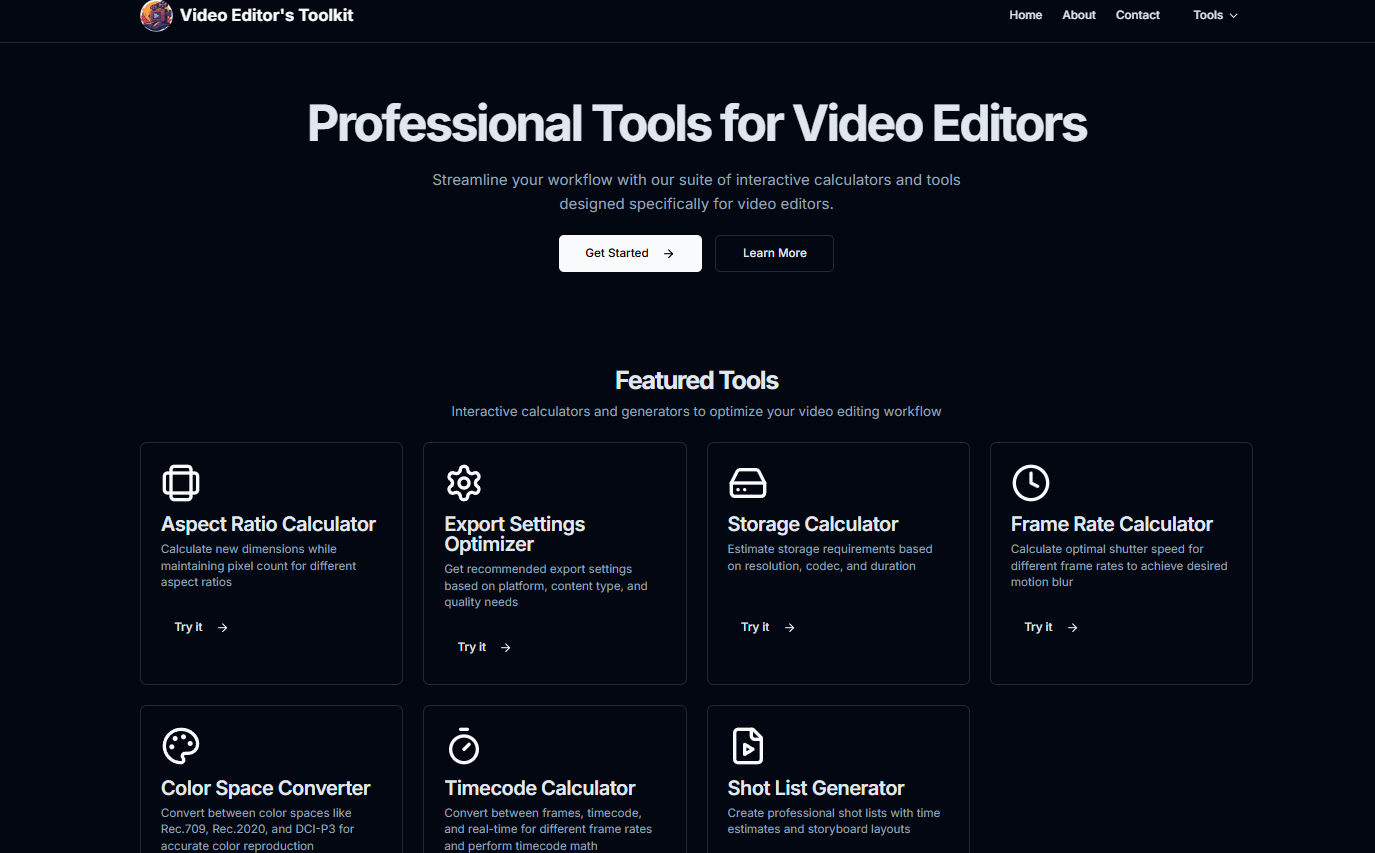 Video Editor's Toolkit
Home About Contact Tools
Professional Tools for Video Editors
Streamline your workflow with our suite of interactive calculators and tools
designed specifically for video editors.
Get Started
Learn More
Featured Tools
Interactive calculators and generators to optimize your video editing workflow
Aspect Ratio Calculator
Calculate new dimensions while
maintaining pixel count for different
aspect ratios
Try it
Export Settings
Optimizer
Get recommended export settings
based on platform, content type, and
quality needs
Try it
Storage Calculator
Estimate storage requirements based
on resolution, codec, and duration
Try it
Frame Rate Calculator
Calculate optimal shutter speed for
different frame rates to achieve desired
motion blur
Try it
Color Space Converter
Convert between color spaces like
Rec.709, Rec.2020, and DCI-P3 for
accurate color reproduction
Timecode Calculator
Convert between frames, timecode,
and real-time for different frame rates
and perform timecode math
Shot List Generator
Create professional shot lists with time
estimates and storyboard layouts